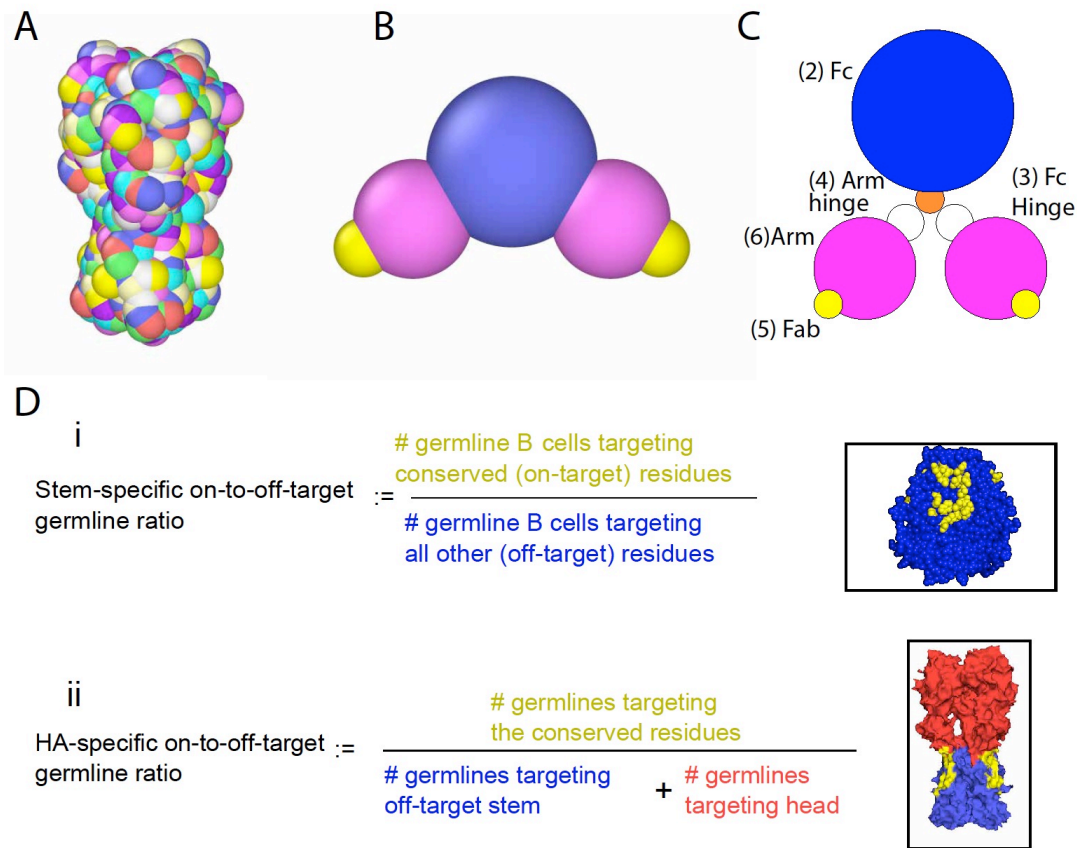 A
B
C
(2) Fc
(4) Arm
hinge
(3) Fc
Hinge
(6)Arm
(5) Fab
D
i
Stem-specific on-to-off-target
germline ratio
:=
# germline B cells targeting
conserved (on-target) residues
# germline B cells targeting
all other (off-target) residues
ii
HA-specific on-to-off-target
germline ratio
:=
# germlines targeting
the conserved residues
# germlines targeting
off-target stem
+
# germlines
targeting head